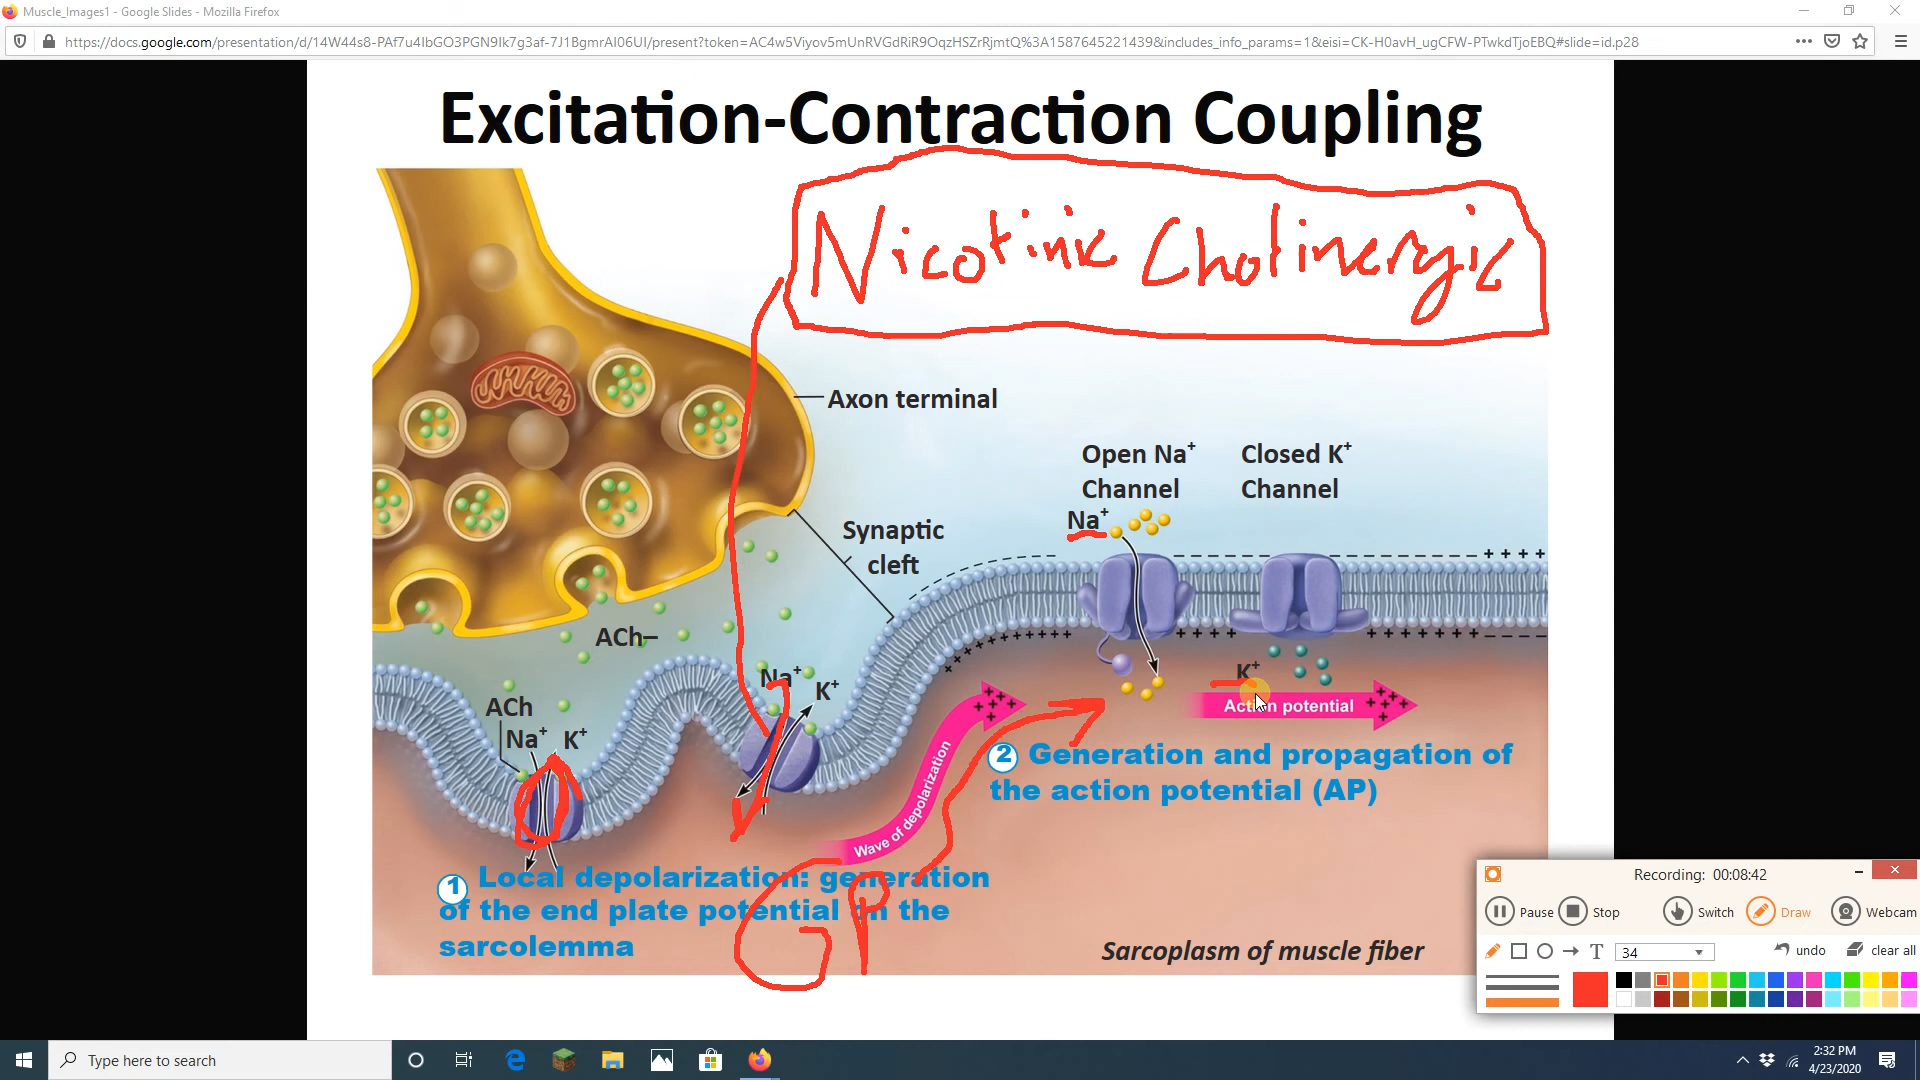 Muscle_Images1 - Google Slides - Mozilla Firefox
https://docs.google.com/presentation/d/14W44s8-PAf7u4IbGO3PGN9Ik7g3af-7J1BgmrAI06UI/present?token=AC4w5Viyov5mUnRVGdRiR9OqzHSZrRjmtQ%3A1587645221439&includes_info_params=1&eisi=CK-H0avH_ugCFW-PTwkdTjoEBQ#slide=id.p28
Excitation-Contraction Coupling
Nicotinic Cholinergic
Axon terminal
Open Na+
Channel
Closed K+
Channel
Na+
Synaptic
cleft
ACh
Na+
K+
K+
ACh
Na+ K+
Action potential
Wave of depolarization
2 Generation and propagation of
the action potential (AP)
1 Local depolarization: generation
of the end plate potential on the
sarcolemma
GP
Sarcoplasm of muscle fiber
Recording: 00:08:42
Pause Stop Switch Draw Webcam
T 34 undo clear all
Type here to search
2:32 PM
4/23/2020